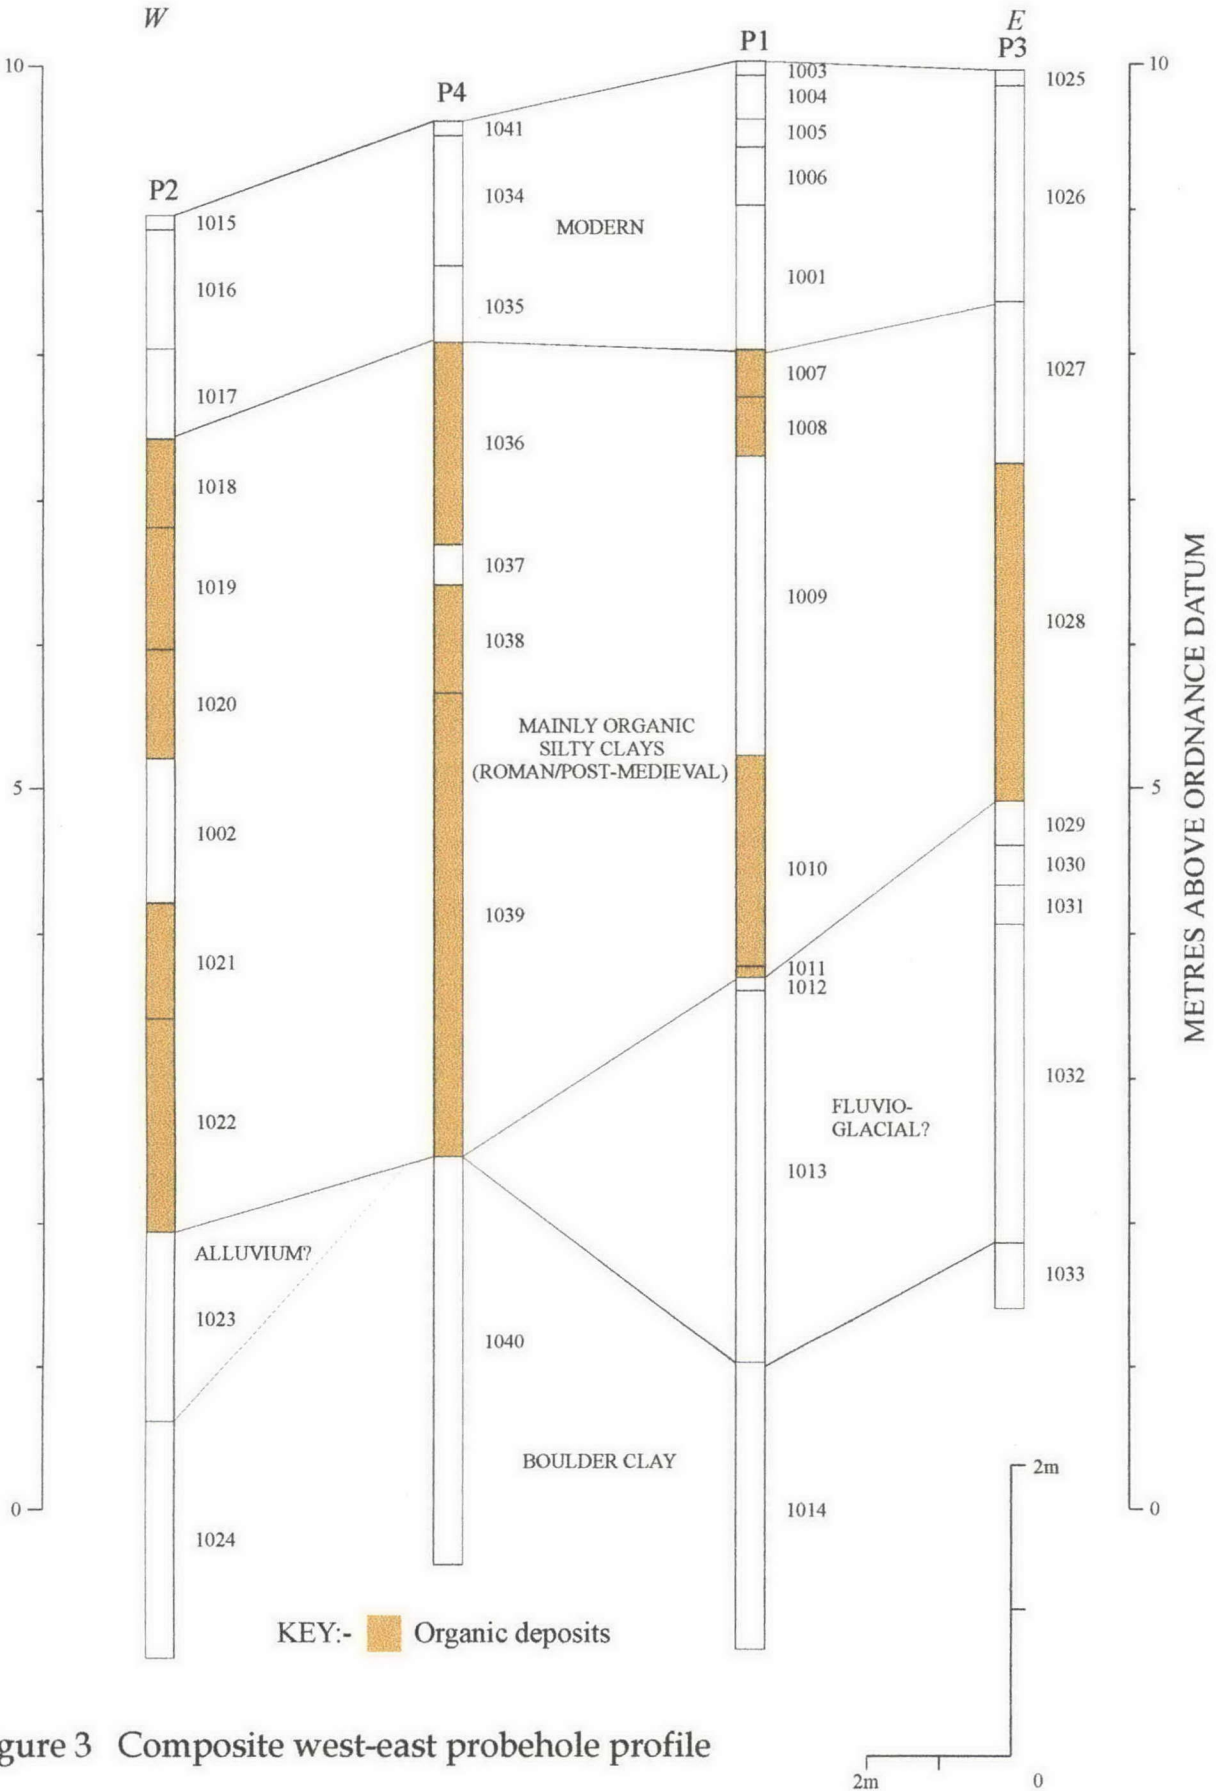 W
E
P2
P4
P1
P3
10
5
0
10
5
0
METRES ABOVE ORDNANCE DATUM
1015
1016
1017
1018
1019
1020
1002
1021
1022
1023
1024
1041
1034
1035
1036
1037
1038
1039
1040
1003
1004
1005
1006
1001
1007
1008
1009
1010
1011
1012
1013
1014
1025
1026
1027
1028
1029
1030
1031
1032
1033
MODERN
MAINLY ORGANIC
SILTY CLAYS
(ROMAN/POST-MEDIEVAL)
FLUVIO-
GLACIAL?
ALLUVIUM?
BOULDER CLAY
KEY:- Organic deposits
2m
2m
0
gure 3 Composite west-east probehole profile